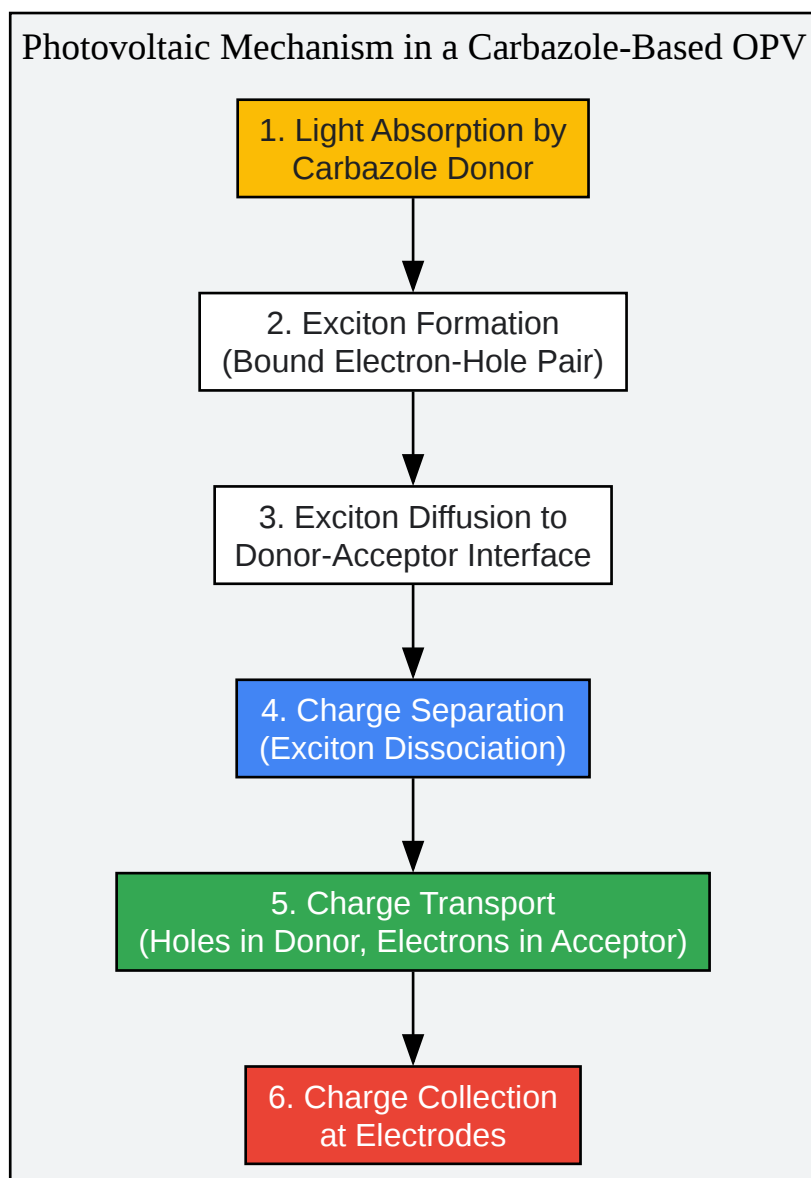 Photovoltaic Mechanism in a Carbazole-Based OPV
1. Light Absorption by
Carbazole Donor
2. Exciton Formation
(Bound Electron-Hole Pair)
3. Exciton Diffusion to
Donor-Acceptor Interface
4. Charge Separation
(Exciton Dissociation)
5. Charge Transport
(Holes in Donor, Electrons in Acceptor)
6. Charge Collection
at Electrodes